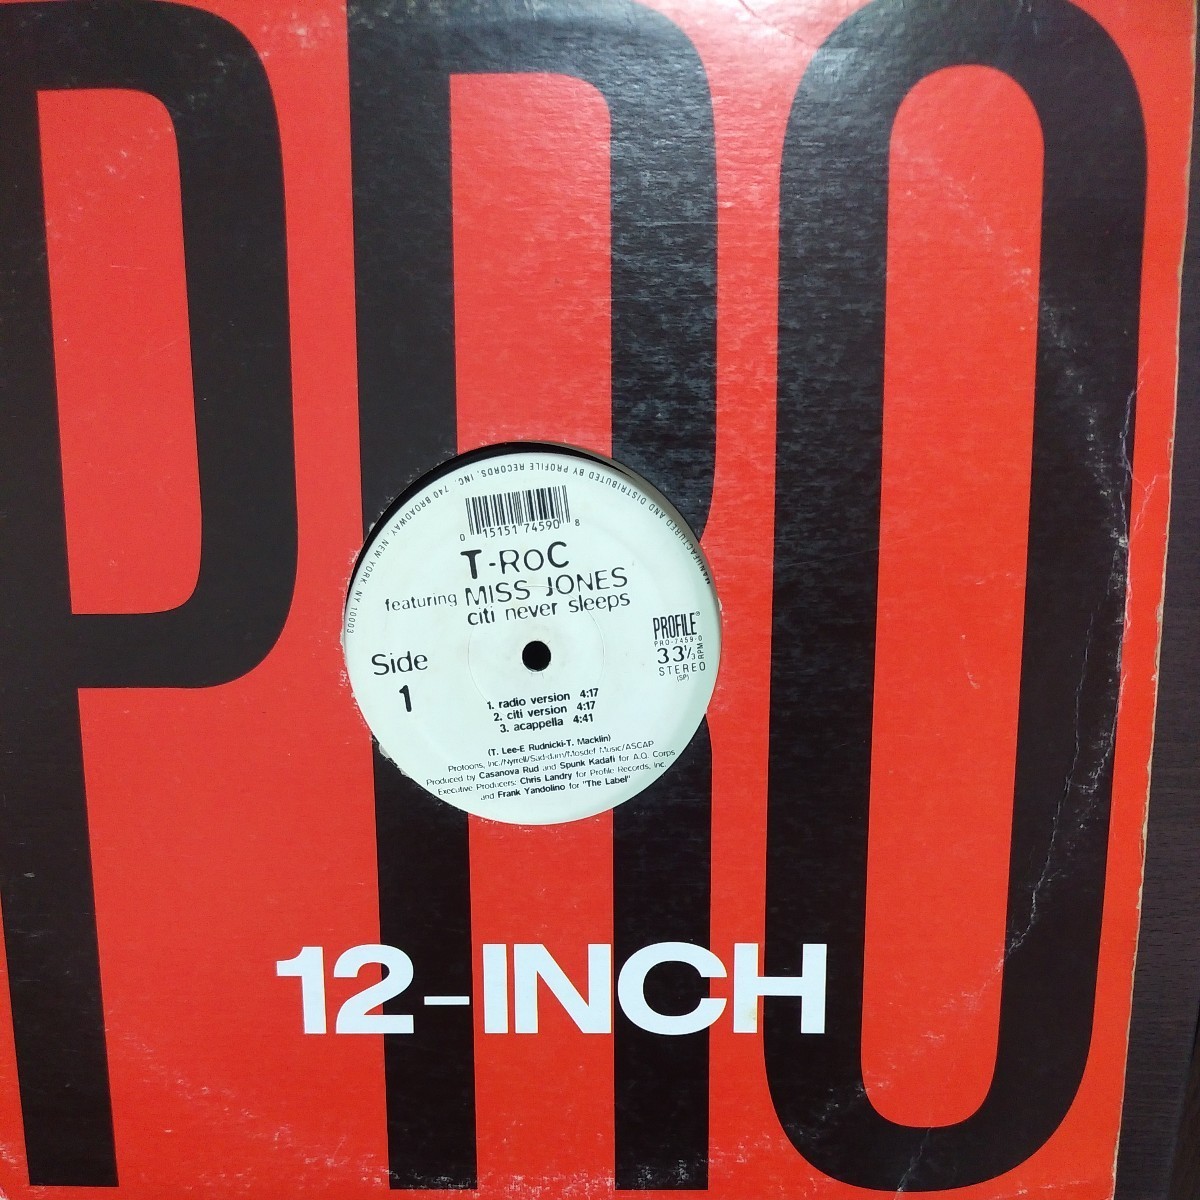 PRO
MANUFACTURED AND DISTRIBUTED BY PROFILE RECORDS, INC. 740 BROADWAY, NEW YORK, NY 10003
0 15151 74590 8
T-RoC
featuring MISS JONES
citi never sleeps
PROFILE®
PRO-7459-0
33⅓ RPM
STEREO
(SP)
Side
1
1. radio version 4:17
2. citi version 4:17
3. acappella 4:41
(T. Lee-E Rudnicki-T. Macklin)
Protoons, Inc./Nyrrell/Sad-dam/Mosdef Music/ASCAP
Produced by Casanova Rud and Spunk Kadafi for A.Q. Corps
Executive Producers: Chris Landry for Profile Records, Inc.
and Frank Yandolino for "The Label"
12-INCH